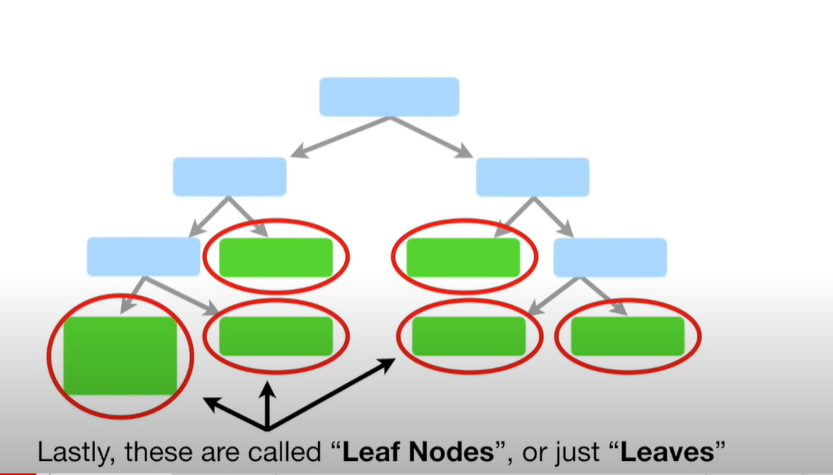 Lastly, these are called “Leaf Nodes”, or just “Leaves”